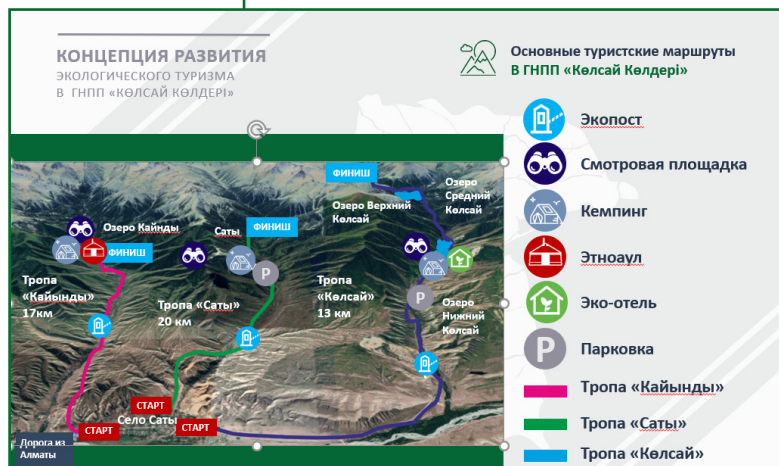 КОНЦЕПЦИЯ РАЗВИТИЯ
ЭКОЛОГИЧЕСКОГО ТУРИЗМА
В ГНПП «КӨЛСАЙ КӨЛДЕРІ»
Основные туристские маршруты
В ГНПП «Көлсай Көлдері»
Экопост
Смотровая площадка
Кемпинг
Этноаул
Эко-отель
P Парковка
Тропа «Кайынды»
Тропа «Саты»
Тропа «Көлсай»
ФИНИШ
Озеро
Средний
Көлсай
Озеро Верхний
Көлсай
Озеро Кайнды
ФИНИШ
Саты
ФИНИШ
P
Тропа
«Кайынды»
17км
Тропа «Саты»
20 км
Тропа
«Көлсай»
13 км
P
Озеро
Нижний
Көлсай
СТАРТ
Село Саты
СТАРТ
СТАРТ
Дорога из
Алматы